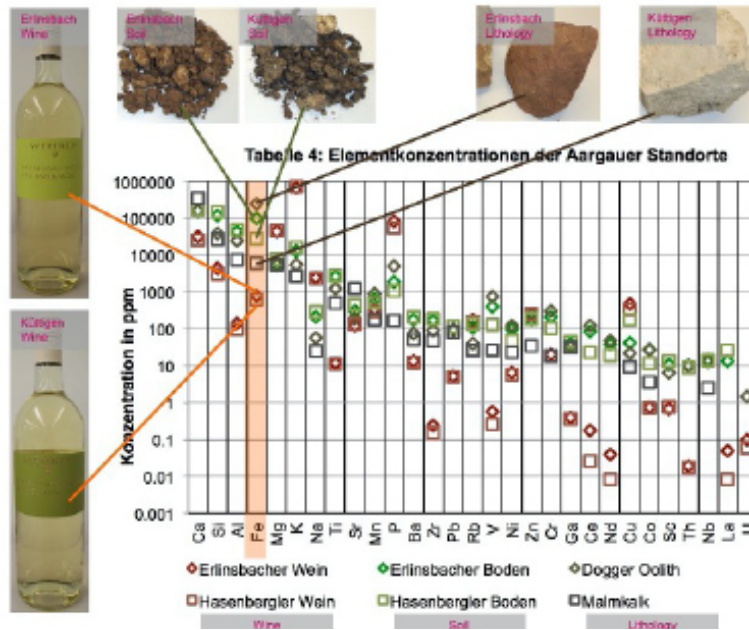 Erlinsbach
Wine
Erlinsbach
Soil
Küttigen
Soil
Erlinsbach
Lithology
Küttigen
Lithology
Tabelle 4: Elementkonzentrationen der Aargauer Standorte
Konzentration in ppm
1000000
100000
10000
1000
100
10
1
0.1
0.01
0.001
Ca Si Al Fe Mg K Na Ti Sr Mn P Ba Zr Pb Rb V Ni Zn Cr Ga Ce Nd Cu Co Sc Th Nb La U
Küttigen
Wine
Erlinsbacher Wein
Erlinsbacher Boden
Dogger Oolith
Hasenbergler Wein
Hasenbergler Boden
Malmkalk
Wine
Soil
Lithology